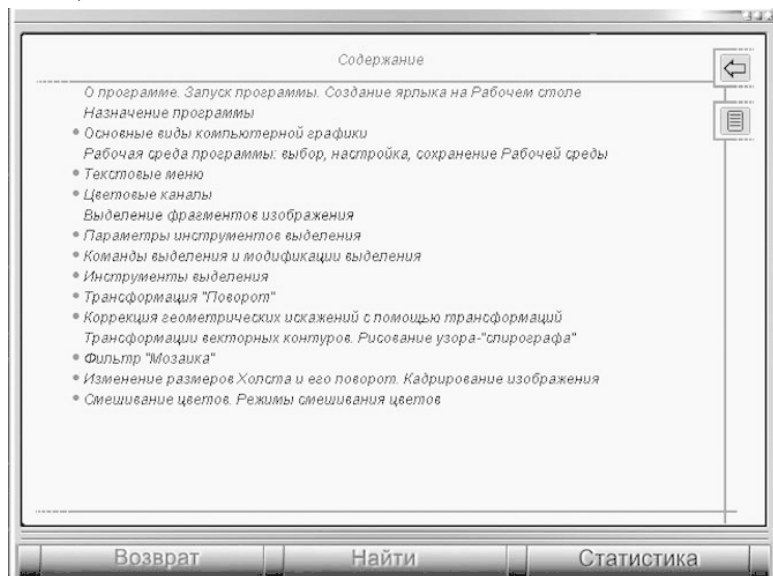 Содержание
О программе. Запуск программы. Создание ярлыка на Рабочем столе
Назначение программы
Основные виды компьютерной графики
Рабочая среда программы: выбор, настройка, сохранение Рабочей среды
Текстовые меню
Цветовые каналы
Выделение фрагментов изображения
Параметры инструментов выделения
Команды выделения и модификации выделения
Инструменты выделения
Трансформация "Поворот"
Коррекция геометрических искажений с помощью трансформаций
Трансформации векторных контуров. Рисование узора-"спирографа"
Фильтр "Мозаика"
Изменение размеров Холста и его поворот. Кадрирование изображения
Смешивание цветов. Режимы смешивания цветов
Возврат Найти Статистика